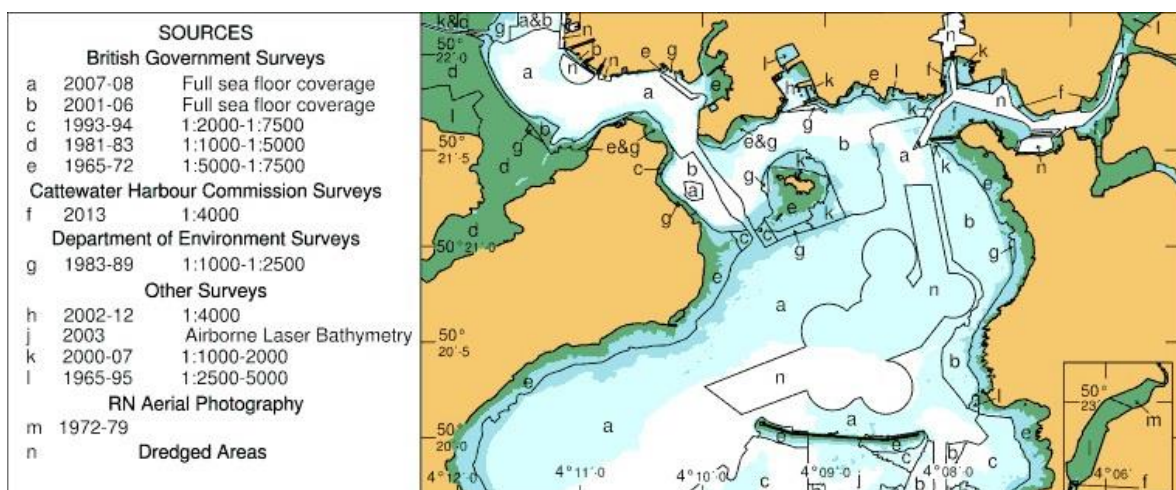 SOURCES
British Government Surveys
a 2007-08 Full sea floor coverage
b 2001-06 Full sea floor coverage
c 1993-94 1:2000-1:7500
d 1981-83 1:1000-1:5000
e 1965-72 1:5000-1:7500
Cattewater Harbour Commission Surveys
f 2013 1:4000
Department of Environment Surveys
g 1983-89 1:1000-1:2500
Other Surveys
h 2002-12 1:4000
j 2003 Airborne Laser Bathymetry
k 2000-07 1:1000-2000
l 1965-95 1:2500-5000
RN Aerial Photography
m 1972-79
n Dredged Areas
k&d
g
a&b
n
n
k
50°
22´·0
d
a
n
b
n
e
g
a
e
l
h
k
e
l
f
k
n
f
l
l
b
g
d
50°
21´·5
e&g
c
g
e&g
b
k
a
k
f
n
e
b
a
g
e
k
b
g
d
50°
21´·0
g
c
c
g
e
a
n
50°
20´·5
e
n
b
l
50°
23´
m
l
a
50°
20´·0
a
e
e
c
b
c
e
4°12´·0
4°11´·0
4°10´·0
4°09´·0
4°08´·0
4°06´·0
c
a
j
b
a
f